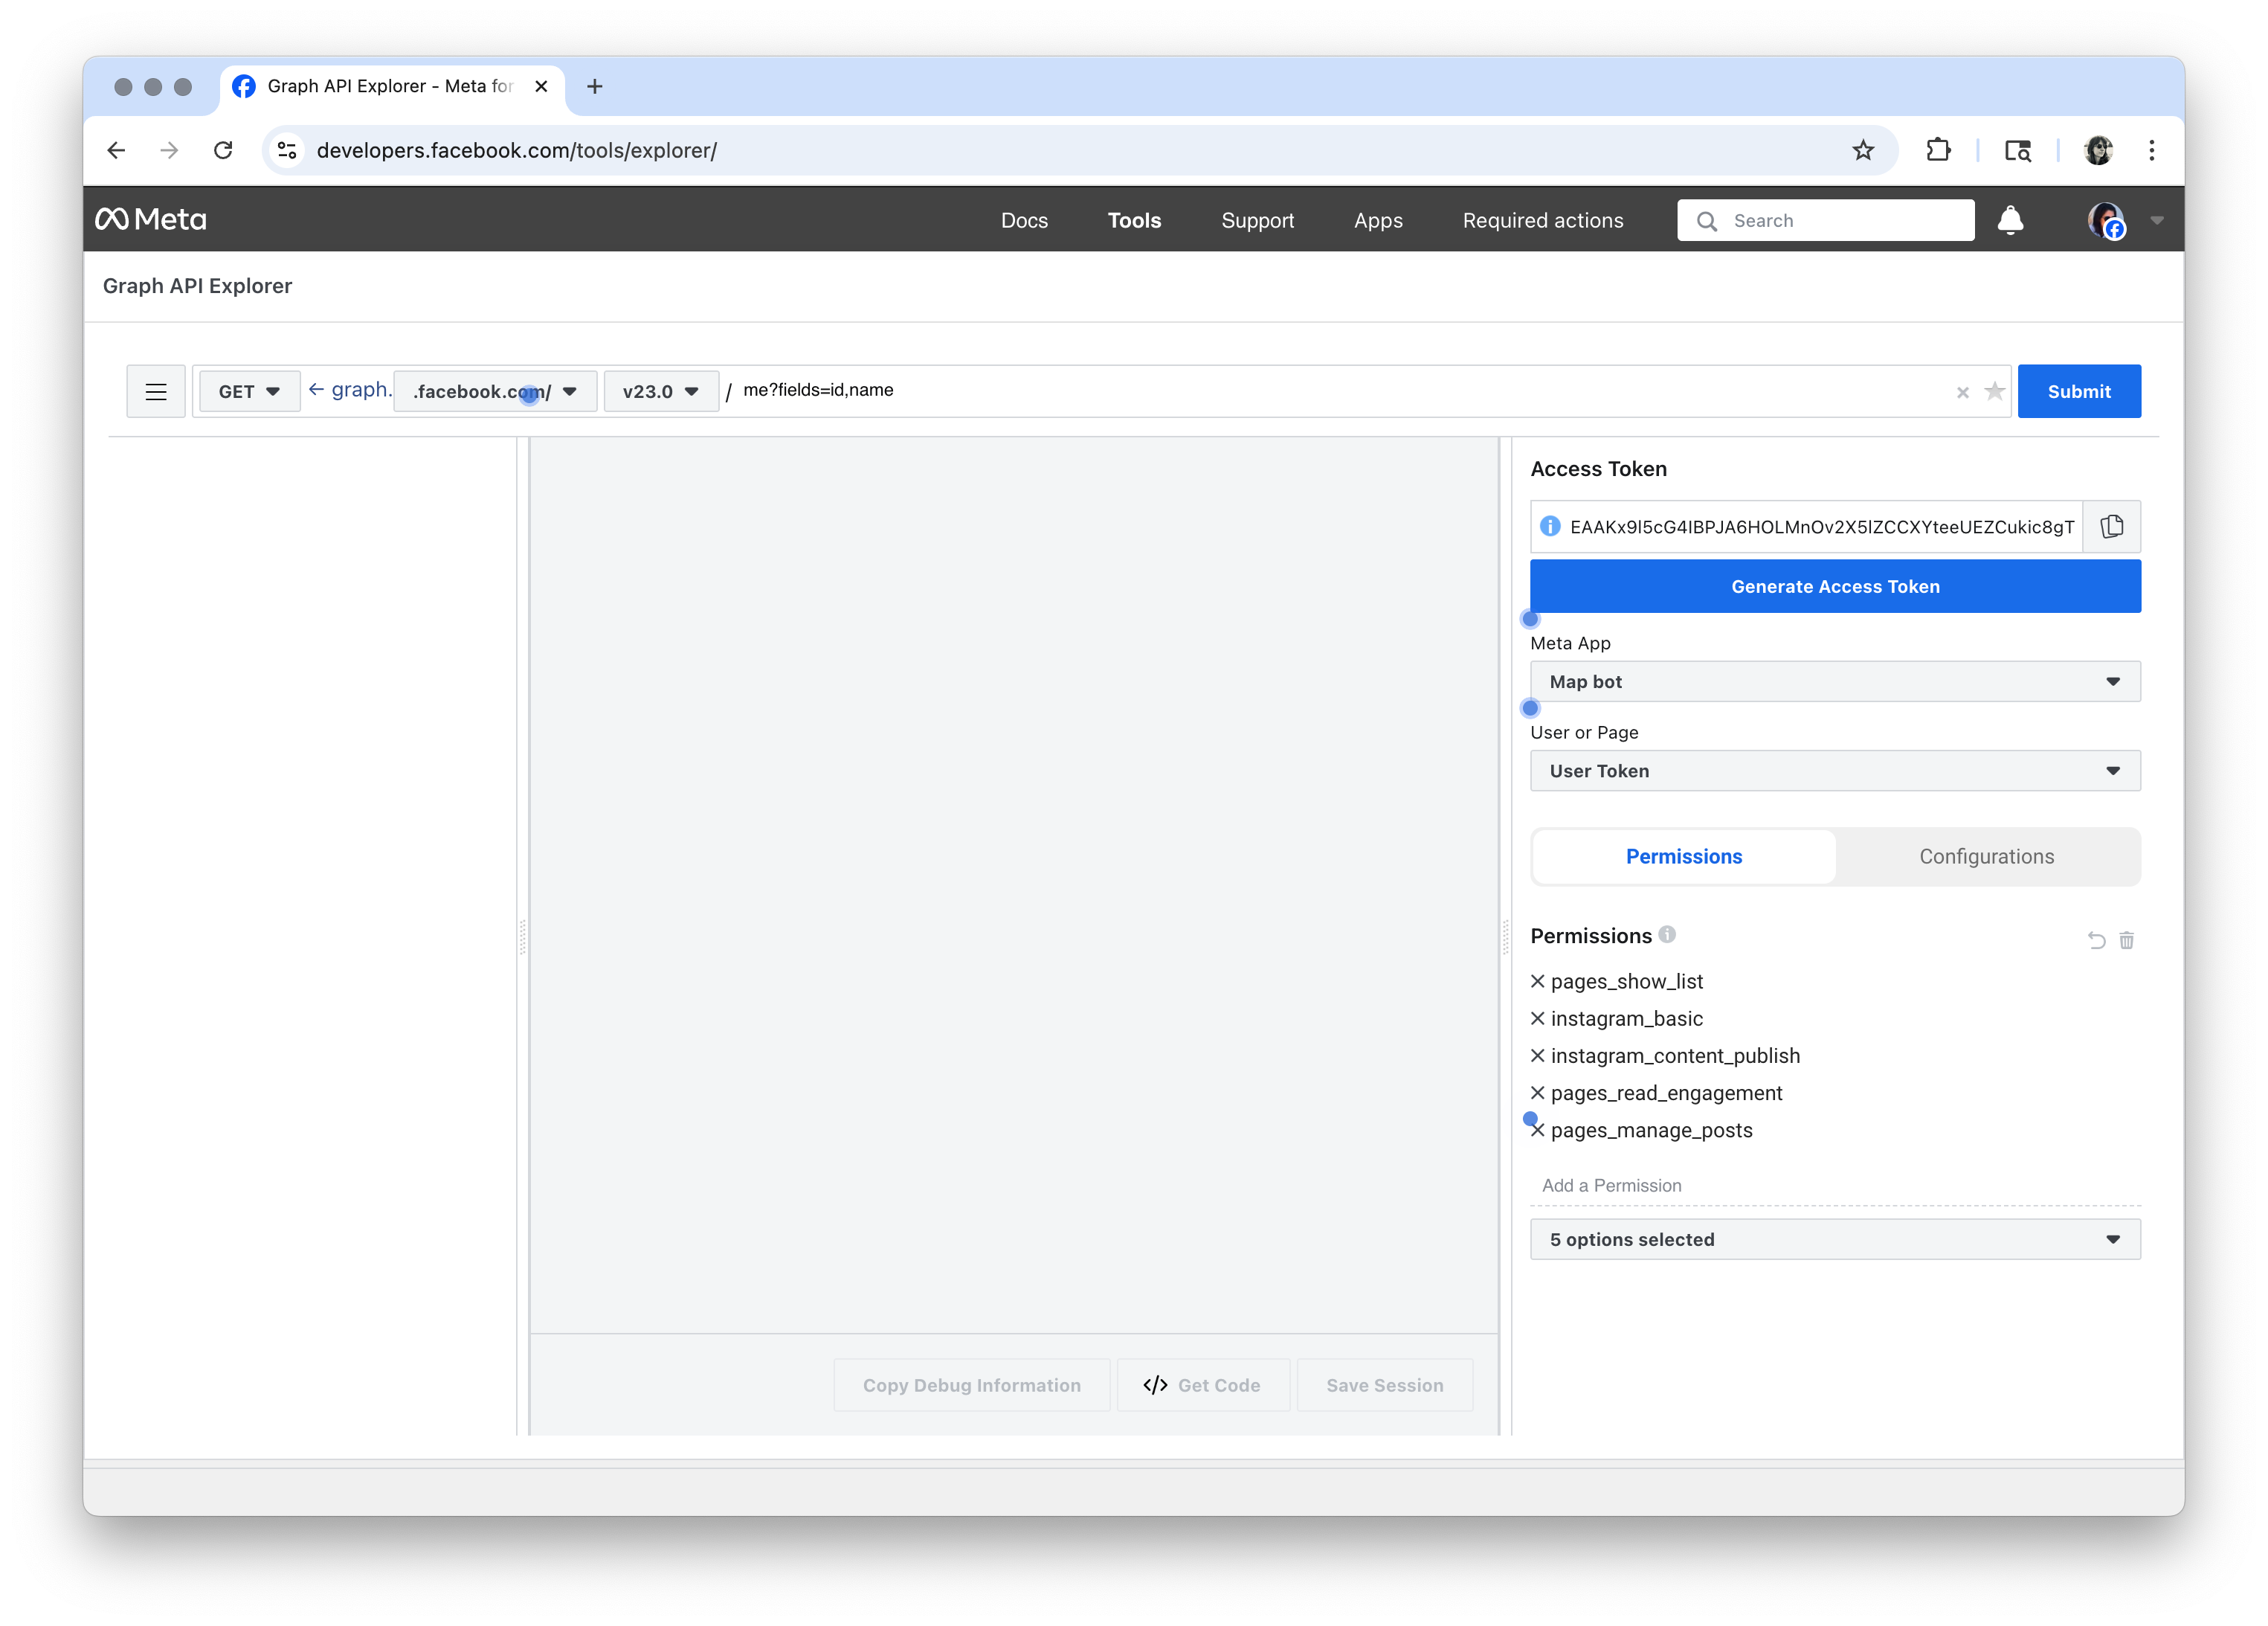 Graph API Explorer - Meta for
developers.facebook.com/tools/explorer/
Meta
Docs
Tools
Support
Apps
Required actions
Search
Graph API Explorer
GET
← graph.
.facebook.com/
v23.0
/
me?fields=id,name
Submit
Access Token
EAAKx9I5cG4IBPJA6HOLMnOv2X5lZCCXYteeUEZCukic8gT
Generate Access Token
Meta App
Map bot
User or Page
User Token
Permissions
Configurations
Permissions
pages_show_list
instagram_basic
instagram_content_publish
pages_read_engagement
pages_manage_posts
Add a Permission
5 options selected
Copy Debug Information
</> Get Code
Save Session